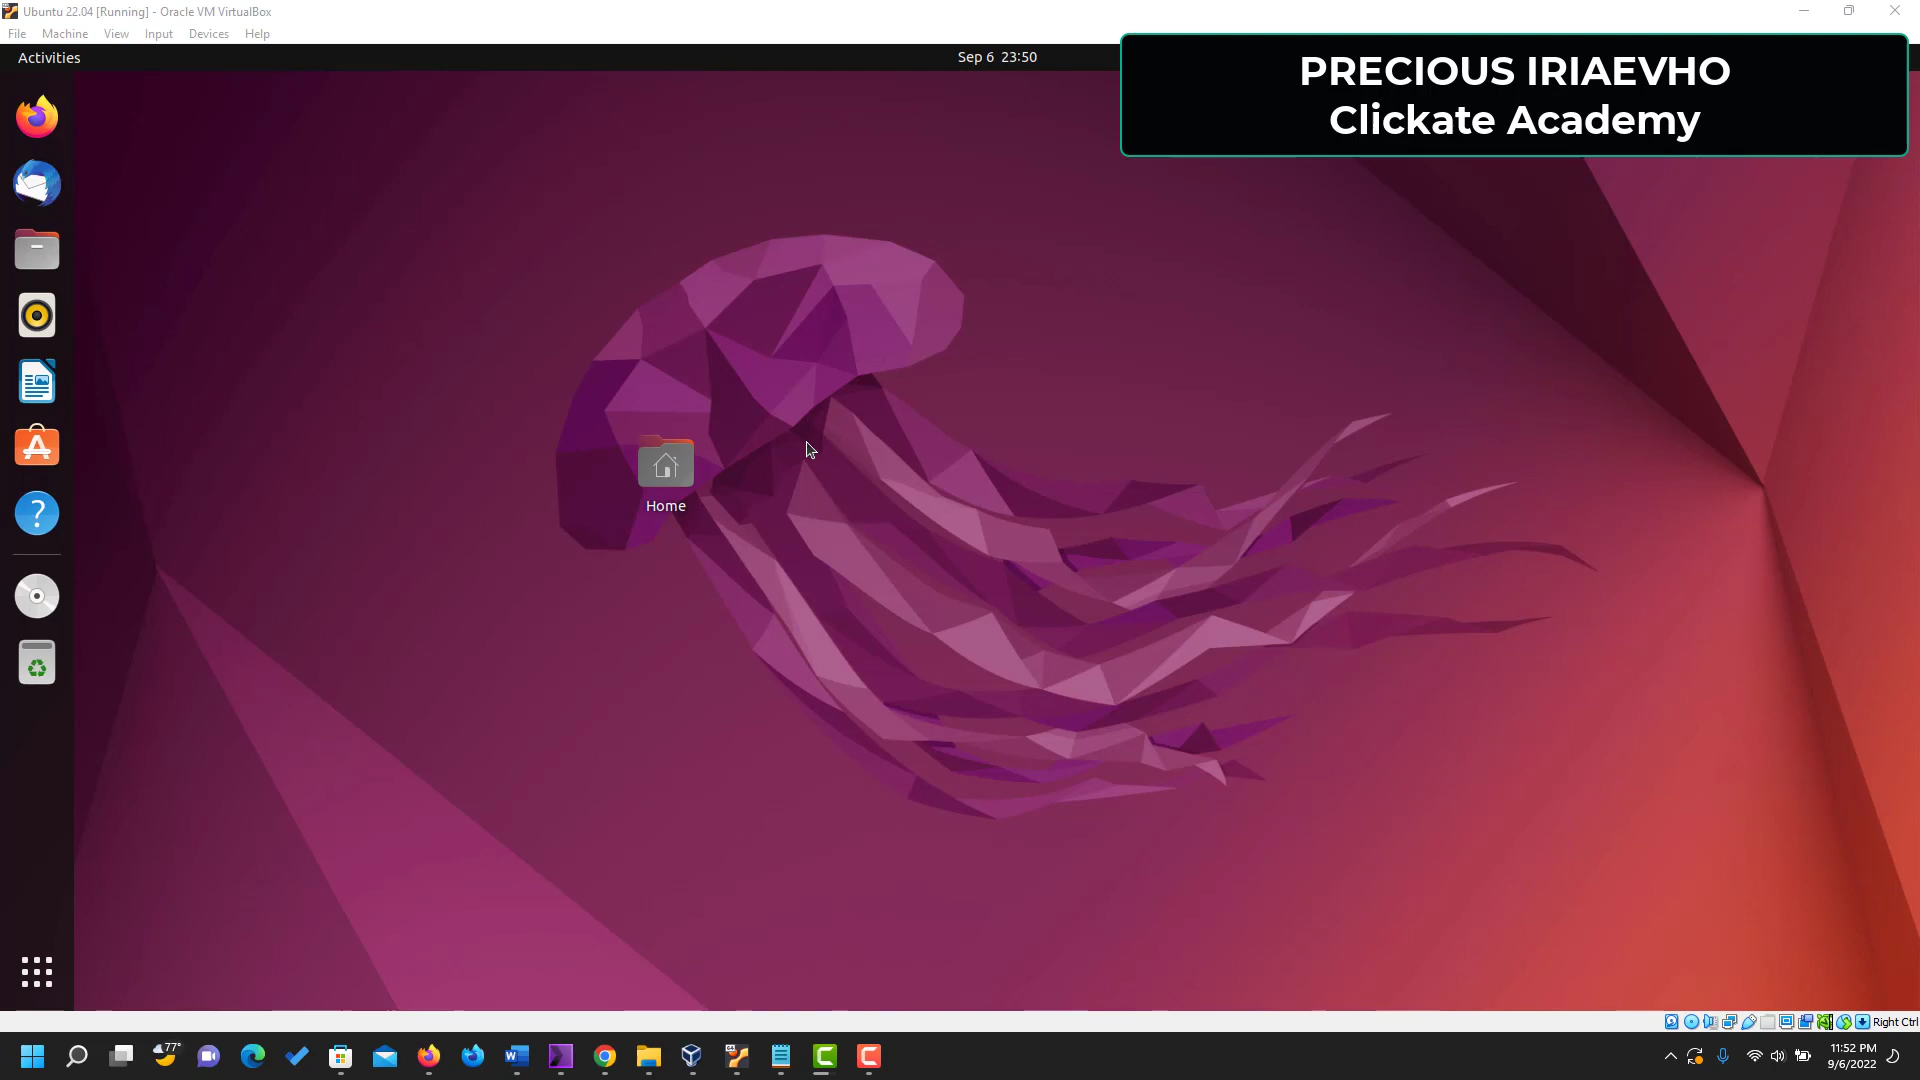 Ubuntu 22.04 [Running] - Oracle VM VirtualBox
File Machine View Input Devices Help
Activities
Sep 6 23:50
PRECIOUS IRIAEVHO
Clickate Academy
Home
Right Ctrl
77°
11:52 PM
9/6/2022